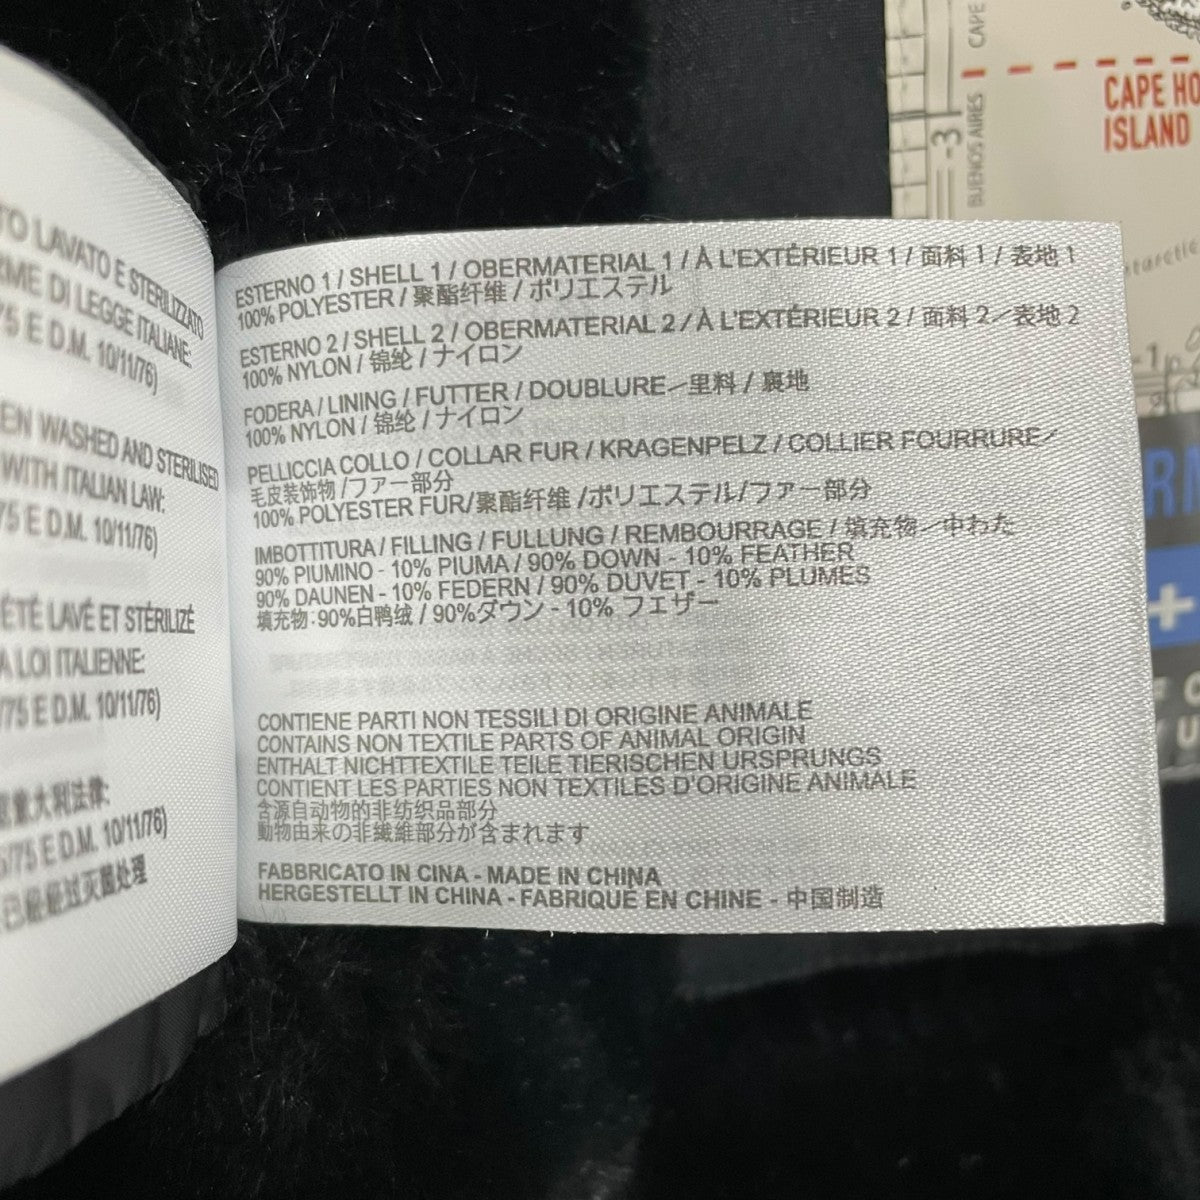 LAVATO E STERILIZZATO
DI LEGGE ITALIANE:
E D.M. 10/11/76)
WASHED AND STERILISED
WITH ITALIAN LAW:
E D.M. 10/11/76)
ÉTÉ LAVÉ ET STÉRILIZÉ
LOI ITALIENNE:
/75 E D.M. 10/11/76)
意大利法律:
/75 E D.M. 10/11/76)
ESTERNO 1 / SHELL 1 / OBERMATERIAL 1 / À L'EXTÉRIEUR 1 / 面料 1 / 表地 1
100% POLYESTER / 聚酯纤维 / ポリエステル
ESTERNO 2 / SHELL 2 / OBERMATERIAL 2 / À L'EXTÉRIEUR 2 / 面料 2／表地 2
100% NYLON / 锦纶 / ナイロン
FODERA / LINING / FUTTER / DOUBLURE／里料 / 裏地
100% NYLON / 锦纶 / ナイロン
PELLICCIA COLLO / COLLAR FUR / KRAGENPELZ / COLLIER FOURRURE／
毛皮装饰物 /ファー部分
100% POLYESTER FUR/聚酯纤维 /ポリエステル/ファー部分
IMBOTTITURA / FILLING / FULLUNG / REMBOURRAGE / 填充物／中わた
90% PIUMINO - 10% PIUMA / 90% DOWN - 10% FEATHER
90% DAUNEN - 10% FEDERN / 90% DUVET - 10% PLUMES
填充物:90%白鸭绒 / 90%ダウン - 10% フェザー
CONTIENE PARTI NON TESSILI DI ORIGINE ANIMALE
CONTAINS NON TEXTILE PARTS OF ANIMAL ORIGIN
ENTHALT NICHTTEXTILE TEILE TIERISCHEN URSPRUNGS
CONTIENT LES PARTIES NON TEXTILES D'ORIGINE ANIMALE
含源自动物的非纺织品部分
動物由来の非繊維部分が含まれます
FABBRICATO IN CINA - MADE IN CHINA
HERGESTELLT IN CHINA - FABRIQUÉ EN CHINE - 中国制造
CAPE
BUENOS AIRES
-3
CAPE HO
ISLAND
-1